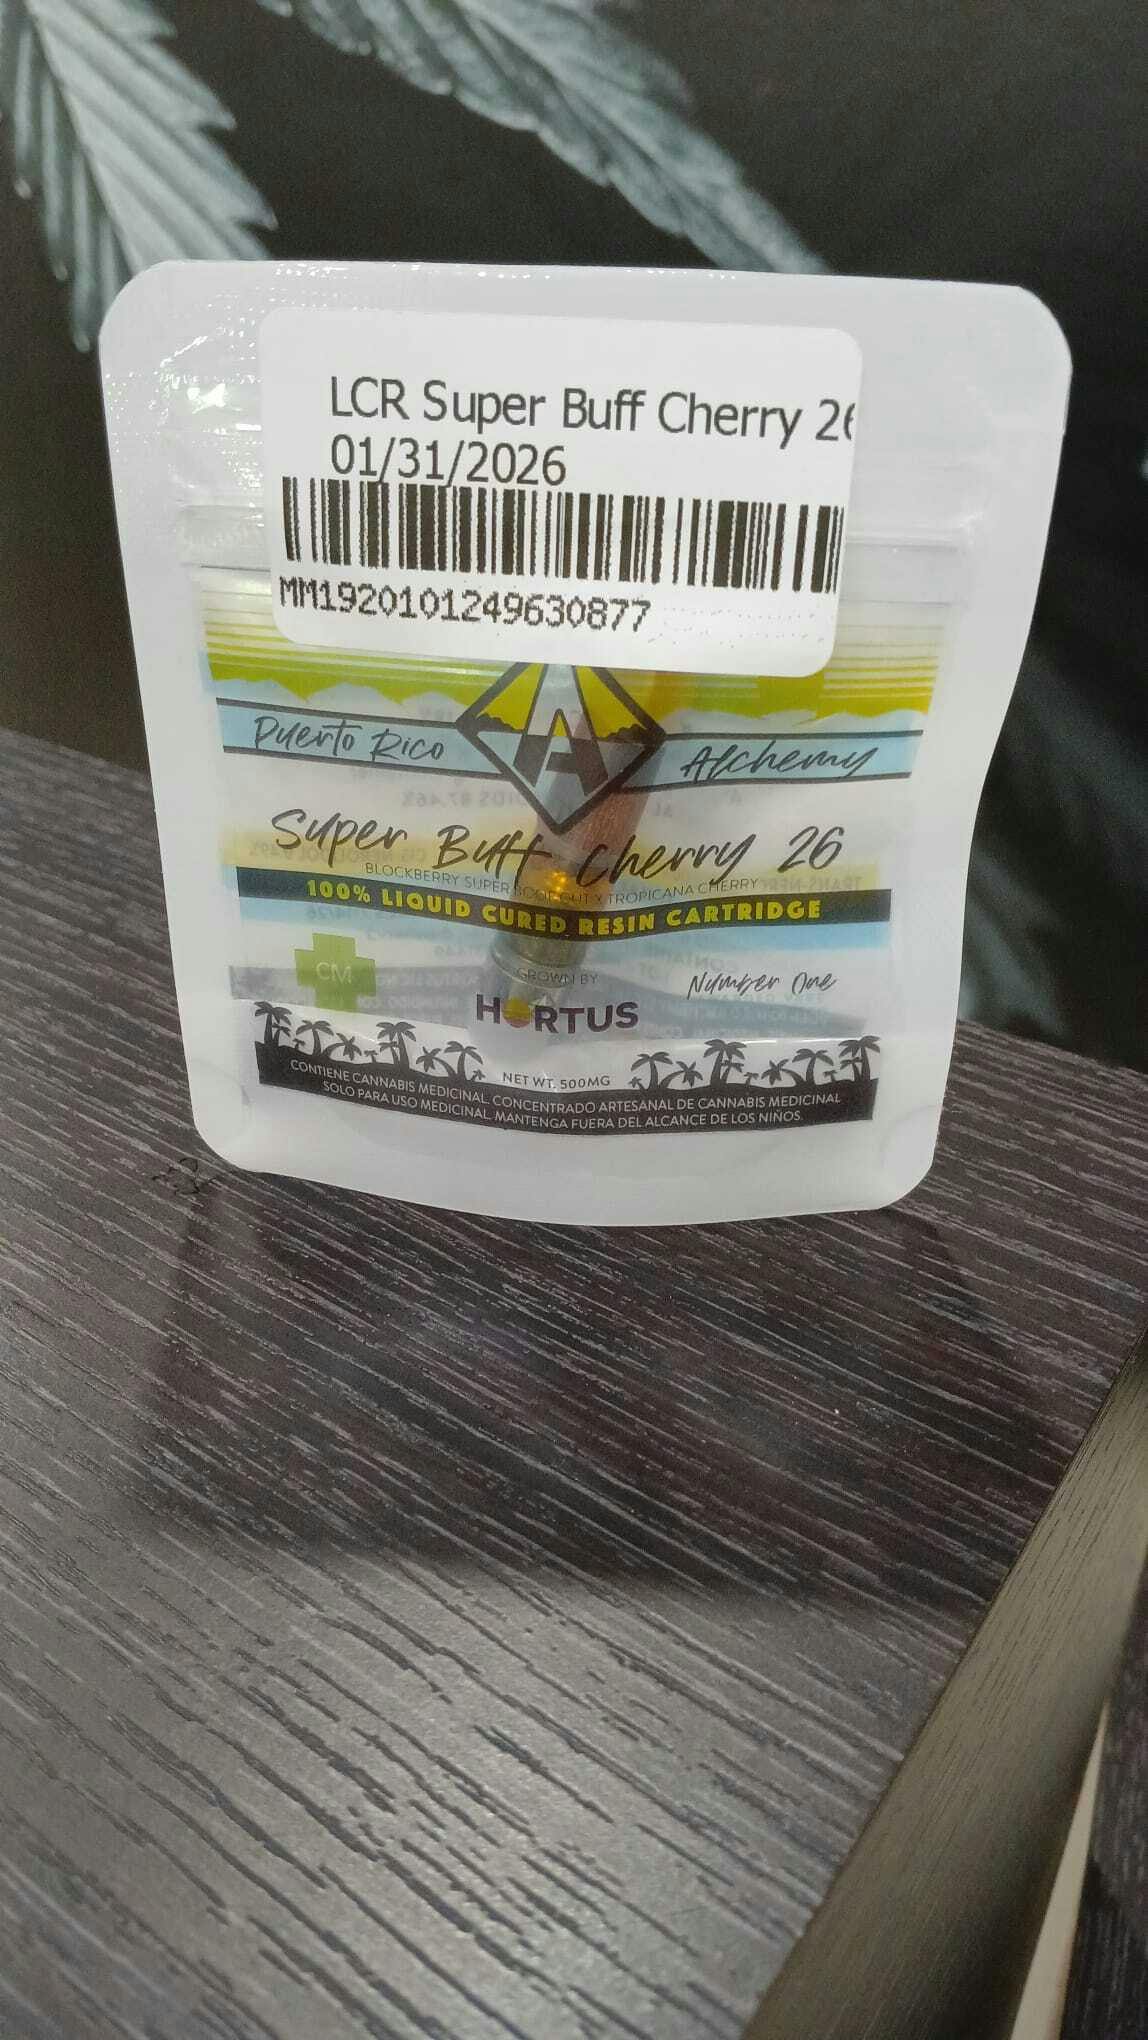 LCR Super Buff Cherry 26
01/31/2026
MM1920101249630877
Puerto Rico
A
Alchemy
Super Buff Cherry 26
BLOCKBERRY SUPER BOOF OUT X TROPICANA CHERRY
100% LIQUID CURED RESIN CARTRIDGE
CM
GROWN BY
HORTUS
Number One
NET WT. 500MG
CONTIENE CANNABIS MEDICINAL. CONCENTRADO ARTESANAL DE CANNABIS MEDICINAL
SOLO PARA USO MEDICINAL. MANTENGA FUERA DEL ALCANCE DE LOS NIÑOS.